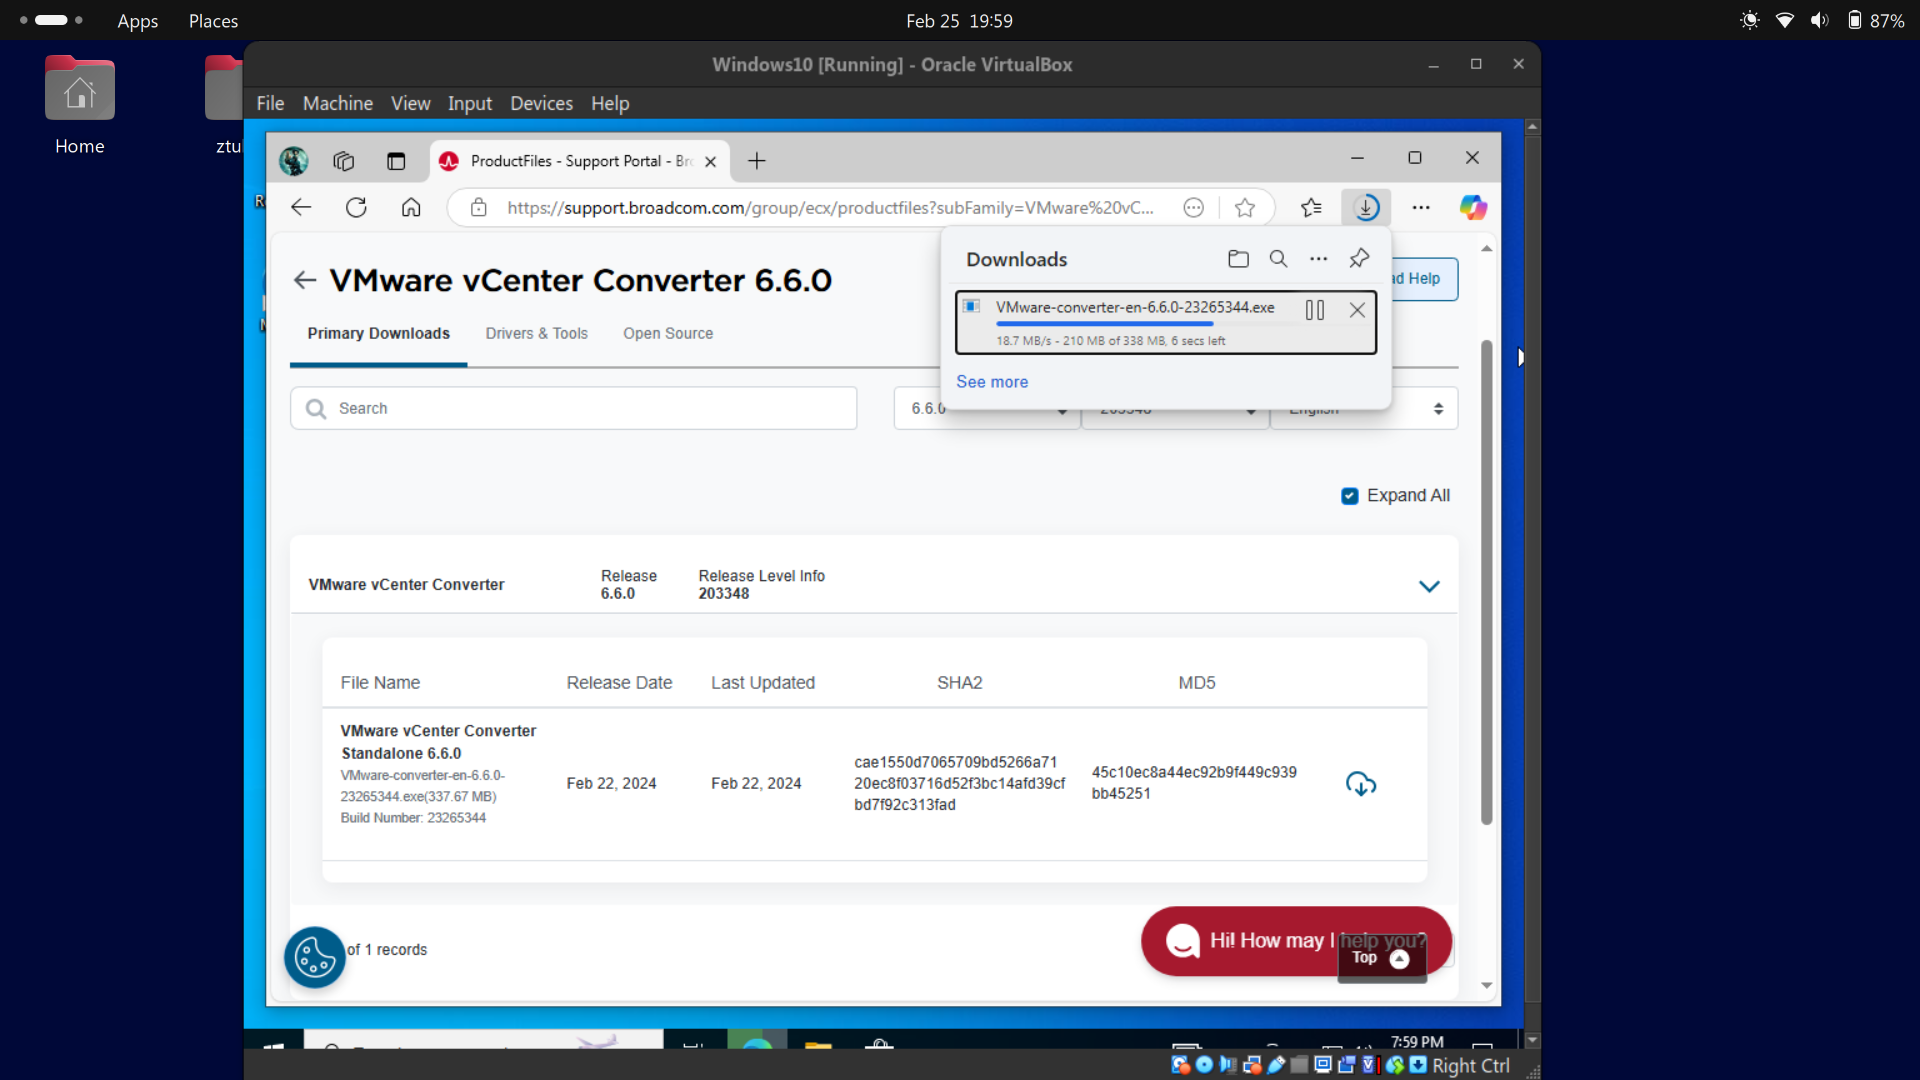 Apps Places Feb 25 19:59 87%
Home
ztu
Windows10 [Running] - Oracle VirtualBox
File Machine View Input Devices Help
ProductFiles - Support Portal - Br
https://support.broadcom.com/group/ecx/productfiles?subFamily=VMware%20vC...
VMware vCenter Converter 6.6.0
ad Help
Downloads
VMware-converter-en-6.6.0-23265344.exe
18.7 MB/s - 210 MB of 338 MB, 6 secs left
See more
Primary Downloads Drivers & Tools Open Source
Search 6.6.0 203348 English
Expand All
VMware vCenter Converter
Release
6.6.0
Release Level Info
203348
File Name Release Date Last Updated SHA2 MD5
VMware vCenter Converter
Standalone 6.6.0
VMware-converter-en-6.6.0-
23265344.exe(337.67 MB)
Build Number: 23265344
Feb 22, 2024
Feb 22, 2024
cae1550d7065709bd5266a71
20ec8f03716d52f3bc14afd39cf
bd7f92c313fad
45c10ec8a44ec92b9f449c939
bb45251
of 1 records
Hi! How may I help you?
Top
7:59 PM
Right Ctrl